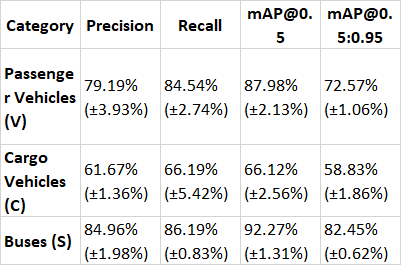 Category Precision Recall mAP@0.
5 mAP@
0.5:0.95
Passenge
r Vehicles
(V) 79.19%
(±3.93%) 84.54%
(±2.74%) 87.98%
(±2.13%) 72.57%
(±1.06%)
Cargo
Vehicles
(C) 61.67%
(±1.36%) 66.19%
(±5.42%) 66.12%
(±2.56%) 58.83%
(±1.86%)
Buses (S) 84.96%
(±1.98%) 86.19%
(±0.83%) 92.27%
(±1.31%) 82.45%
(±0.62%)